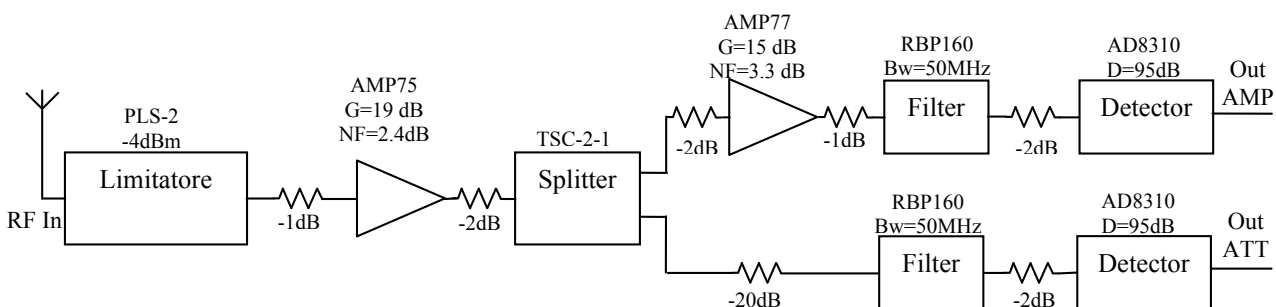 AMP77
G=15 dB
NF=3.3 dB
RBP160
Bw=50MHz
AD8310
D=95dB
Out
AMP
AMP75
G=19 dB
NF=2.4dB
PLS-2
-4dBm
TSC-2-1
Filter
Detector
-2dB
-1dB
-2dB
Limitatore
Splitter
RF In
-1dB
-2dB
RBP160
Bw=50MHz
AD8310
D=95dB
Out
ATT
Filter
Detector
-20dB
-2dB